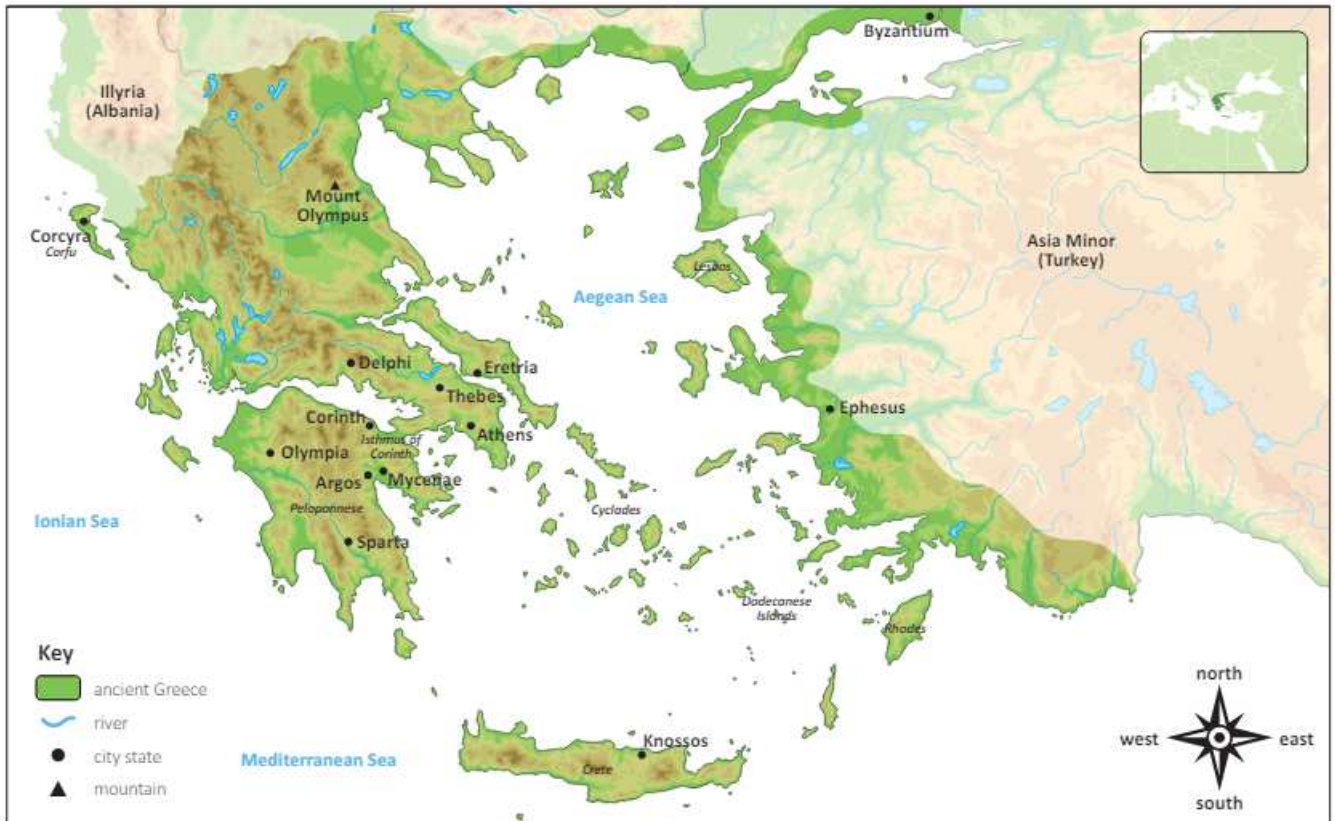 Byzantium
Illyria
(Albania)
Mount
Olympus
Corcyra
Corfu
Asia Minor
(Turkey)
Lesbos
Aegean Sea
Delphi
Eretria
Thebes
Ephesus
Corinth
Athens
Isthmus of
Corinth
Olympia
Argos
Mycenae
Peloponnese
Cyclades
Ionian Sea
Sparta
Dodecanese
Islands
Rhodes
Key
ancient Greece
river
city state
mountain
Knossos
Mediterranean Sea
Crete
north
west
east
south